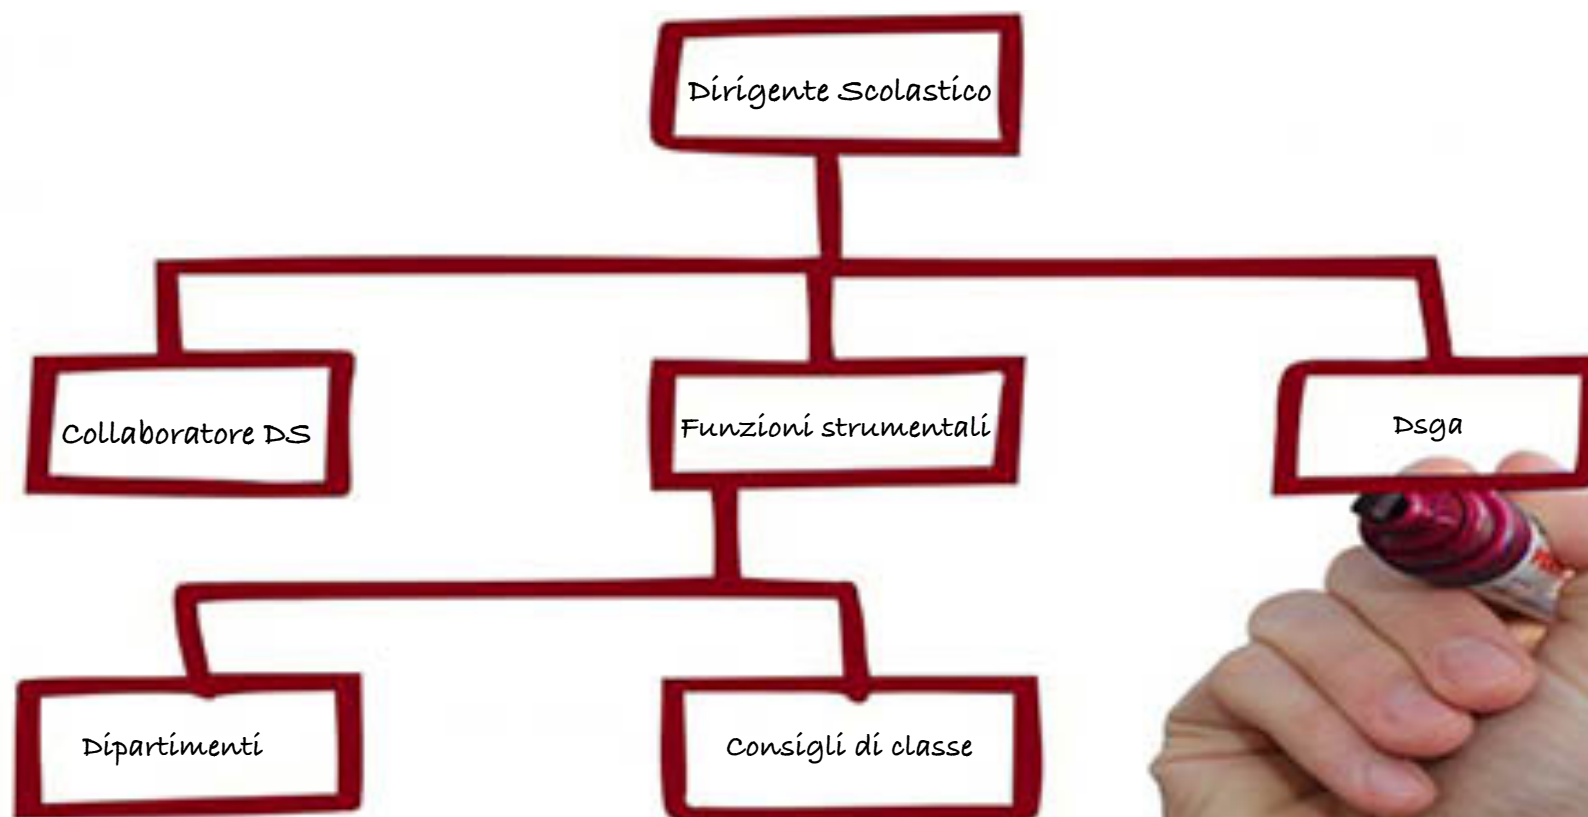 Dirigente Scolastico
Collaboratore DS
Funzioni strumentali
Dsga
Dipartimenti
Consigli di classe